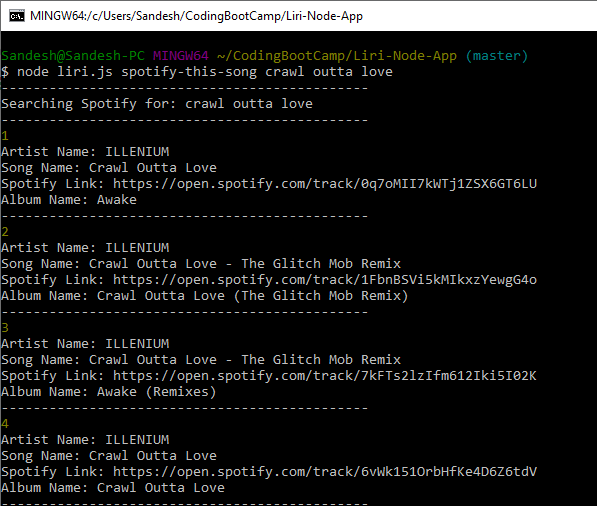 MINGW64:/c/Users/Sandesh/CodingBootCamp/Liri-Node-App
Sandesh@Sandesh-PC MINGW64 ~/CodingBootCamp/Liri-Node-App (master)
$ node liri.js spotify-this-song crawl outta love
----------------------------------------------
Searching Spotify for: crawl outta love
----------------------------------------------
1
Artist Name: ILLENIUM
Song Name: Crawl Outta Love
Spotify Link: https://open.spotify.com/track/0q7oMII7kWTj1ZSX6GT6LU
Album Name: Awake
----------------------------------------------
2
Artist Name: ILLENIUM
Song Name: Crawl Outta Love - The Glitch Mob Remix
Spotify Link: https://open.spotify.com/track/1FbnBSVi5kMIkxzYewgG4o
Album Name: Crawl Outta Love (The Glitch Mob Remix)
----------------------------------------------
3
Artist Name: ILLENIUM
Song Name: Crawl Outta Love - The Glitch Mob Remix
Spotify Link: https://open.spotify.com/track/7kFTs2lzIfm612Iki5I02K
Album Name: Awake (Remixes)
----------------------------------------------
4
Artist Name: ILLENIUM
Song Name: Crawl Outta Love
Spotify Link: https://open.spotify.com/track/6vWk151OrbHfKe4D6Z6tdV
Album Name: Crawl Outta Love
----------------------------------------------